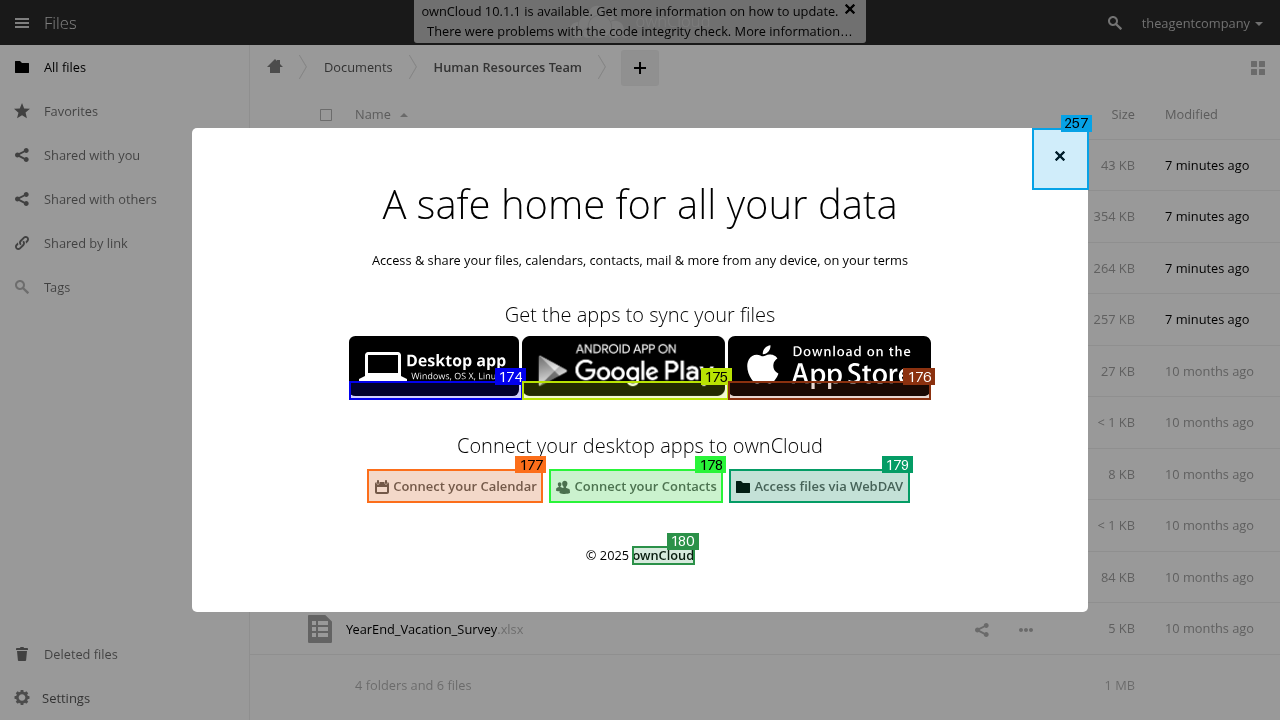 Files
ownCloud 10.1.1 is available. Get more information on how to update.
There were problems with the code integrity check. More information…
theagentcompany
All files
Favorites
Shared with you
Shared with others
Shared by link
Tags
Deleted files
Settings
Documents
Human Resources Team
+
Name
Size
Modified
257
A safe home for all your data
Access & share your files, calendars, contacts, mail & more from any device, on your terms
Get the apps to sync your files
Desktop app
Windows, OS X,
174
ANDROID APP ON
Google Play
175
Download on the
App Store
176
Connect your desktop apps to ownCloud
177
Connect your Calendar
178
Connect your Contacts
179
Access files via WebDAV
180
© 2025 ownCloud
43 KB 7 minutes ago
354 KB 7 minutes ago
264 KB 7 minutes ago
257 KB 7 minutes ago
27 KB 10 months ago
< 1 KB 10 months ago
8 KB 10 months ago
< 1 KB 10 months ago
84 KB 10 months ago
YearEnd_Vacation_Survey.xlsx 5 KB 10 months ago
4 folders and 6 files 1 MB